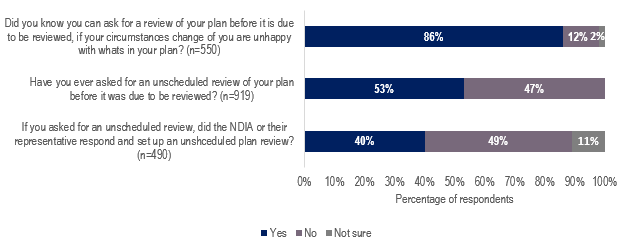 Did you know you can ask for a review of your plan before it is due
to be reviewed, if your circumstances change of you are unhappy
with whats in your plan? (n=550)
86% 12% 2%
Have you ever asked for an unscheduled review of your plan
before it was due to be reviewed? (n=919)
53% 47%
If you asked for an unscheduled review, did the NDIA or their
representative respond and set up an unshceduled plan review?
(n=490)
40% 49% 11%
0% 10% 20% 30% 40% 50% 60% 70% 80% 90% 100%
Percentage of respondents
Yes No Not sure